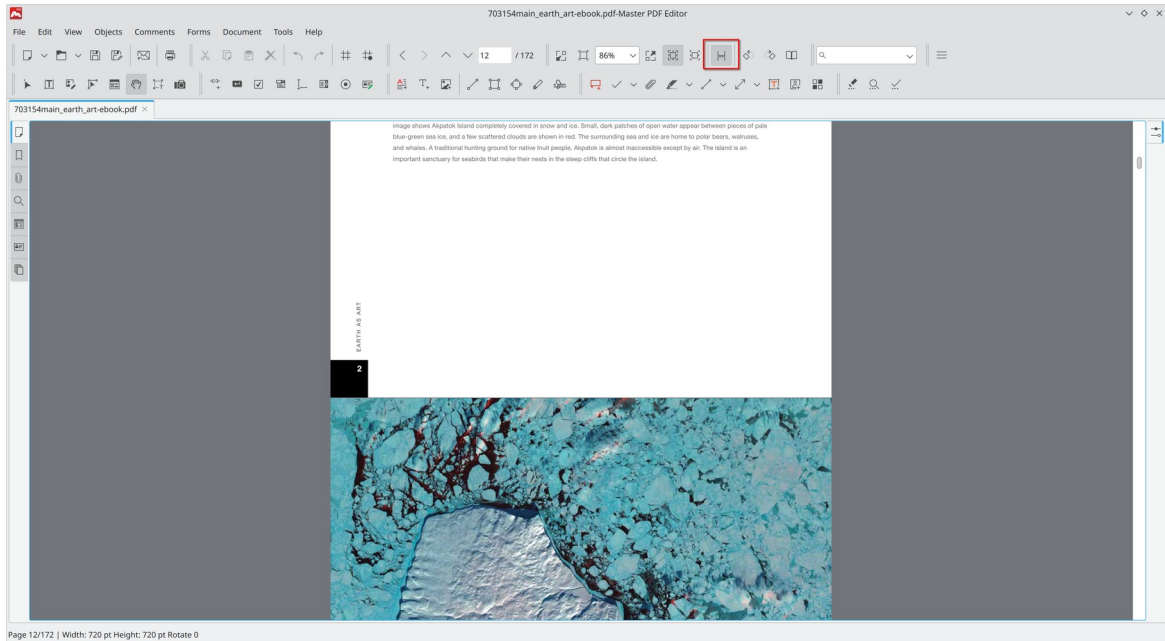 703154main_earth_art-ebook.pdf-Master PDF Editor
File Edit View Objects Comments Forms Document Tools Help
12 / 172 86%
703154main_earth_art-ebook.pdf
image shows Akpatok Island completely covered in snow and ice. Small, dark patches of open water appear between pieces of pale
blue-green sea ice, and a few scattered clouds are shown in red. The surrounding sea and ice are home to polar bears, walruses,
and whales. A traditional hunting ground for native Inuit people, Akpatok is almost inaccessible except by air. The island is an
important sanctuary for seabirds that make their nests in the steep cliffs that circle the island.
EARTH AS ART
2
Page 12/172 | Width: 720 pt Height: 720 pt Rotate 0